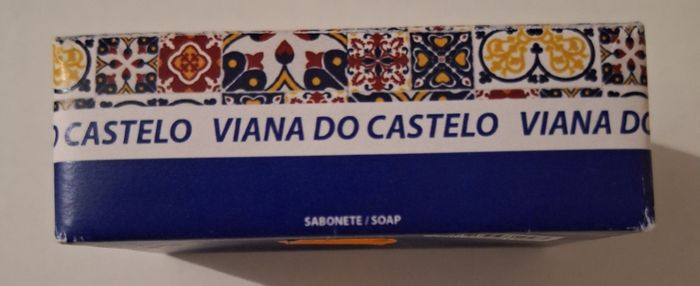 CASTELO VIANA DO CASTELO VIANA DO
SABONETE / SOAP